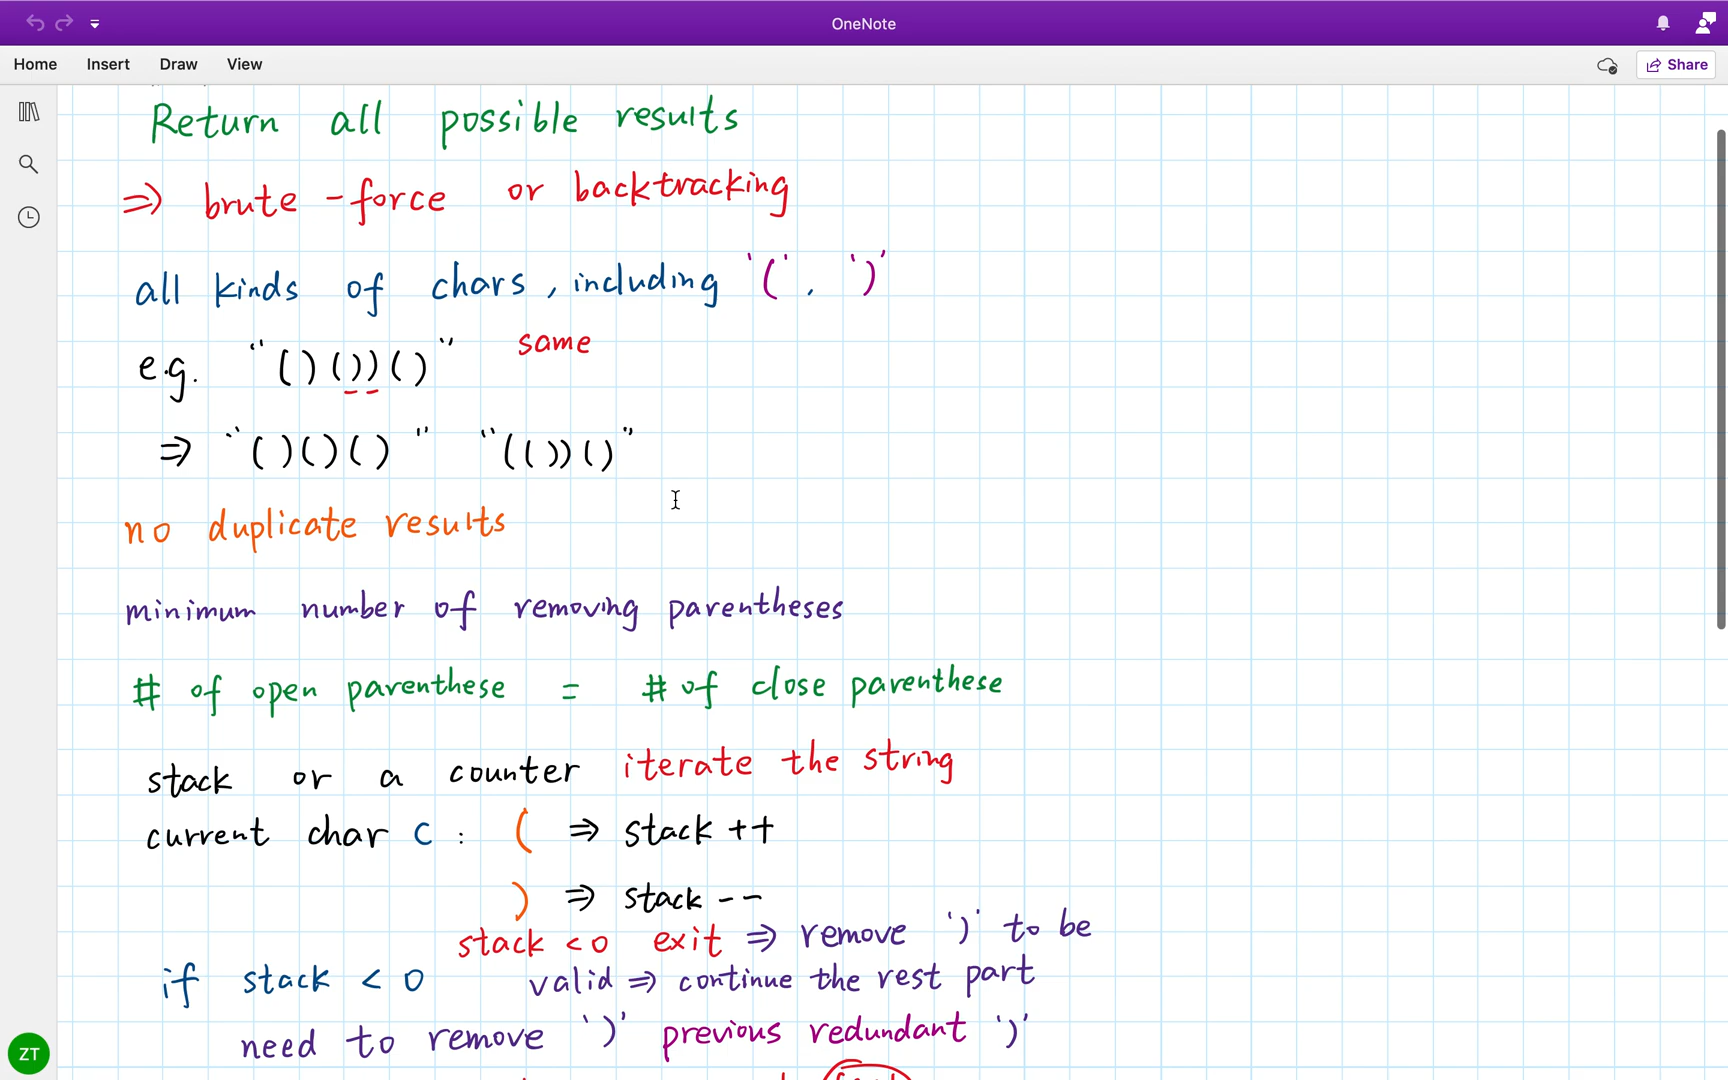 OneNote
Home Insert Draw View Share
Return all possible results
⇒ brute-force or backtracking
all kinds of chars, including '(', ')'
e.g. "()())()" same
⇒ "()()()" "(())()"
no duplicate results
minimum number of removing parentheses
# of open parenthese = # of close parenthese
stack or a counter iterate the string
current char c : ( ⇒ stack ++
) ⇒ stack --
stack <0 exit ⇒ remove ')' to be
if stack < 0 valid ⇒ continue the rest part
need to remove ')' previous redundant ')'
ZT